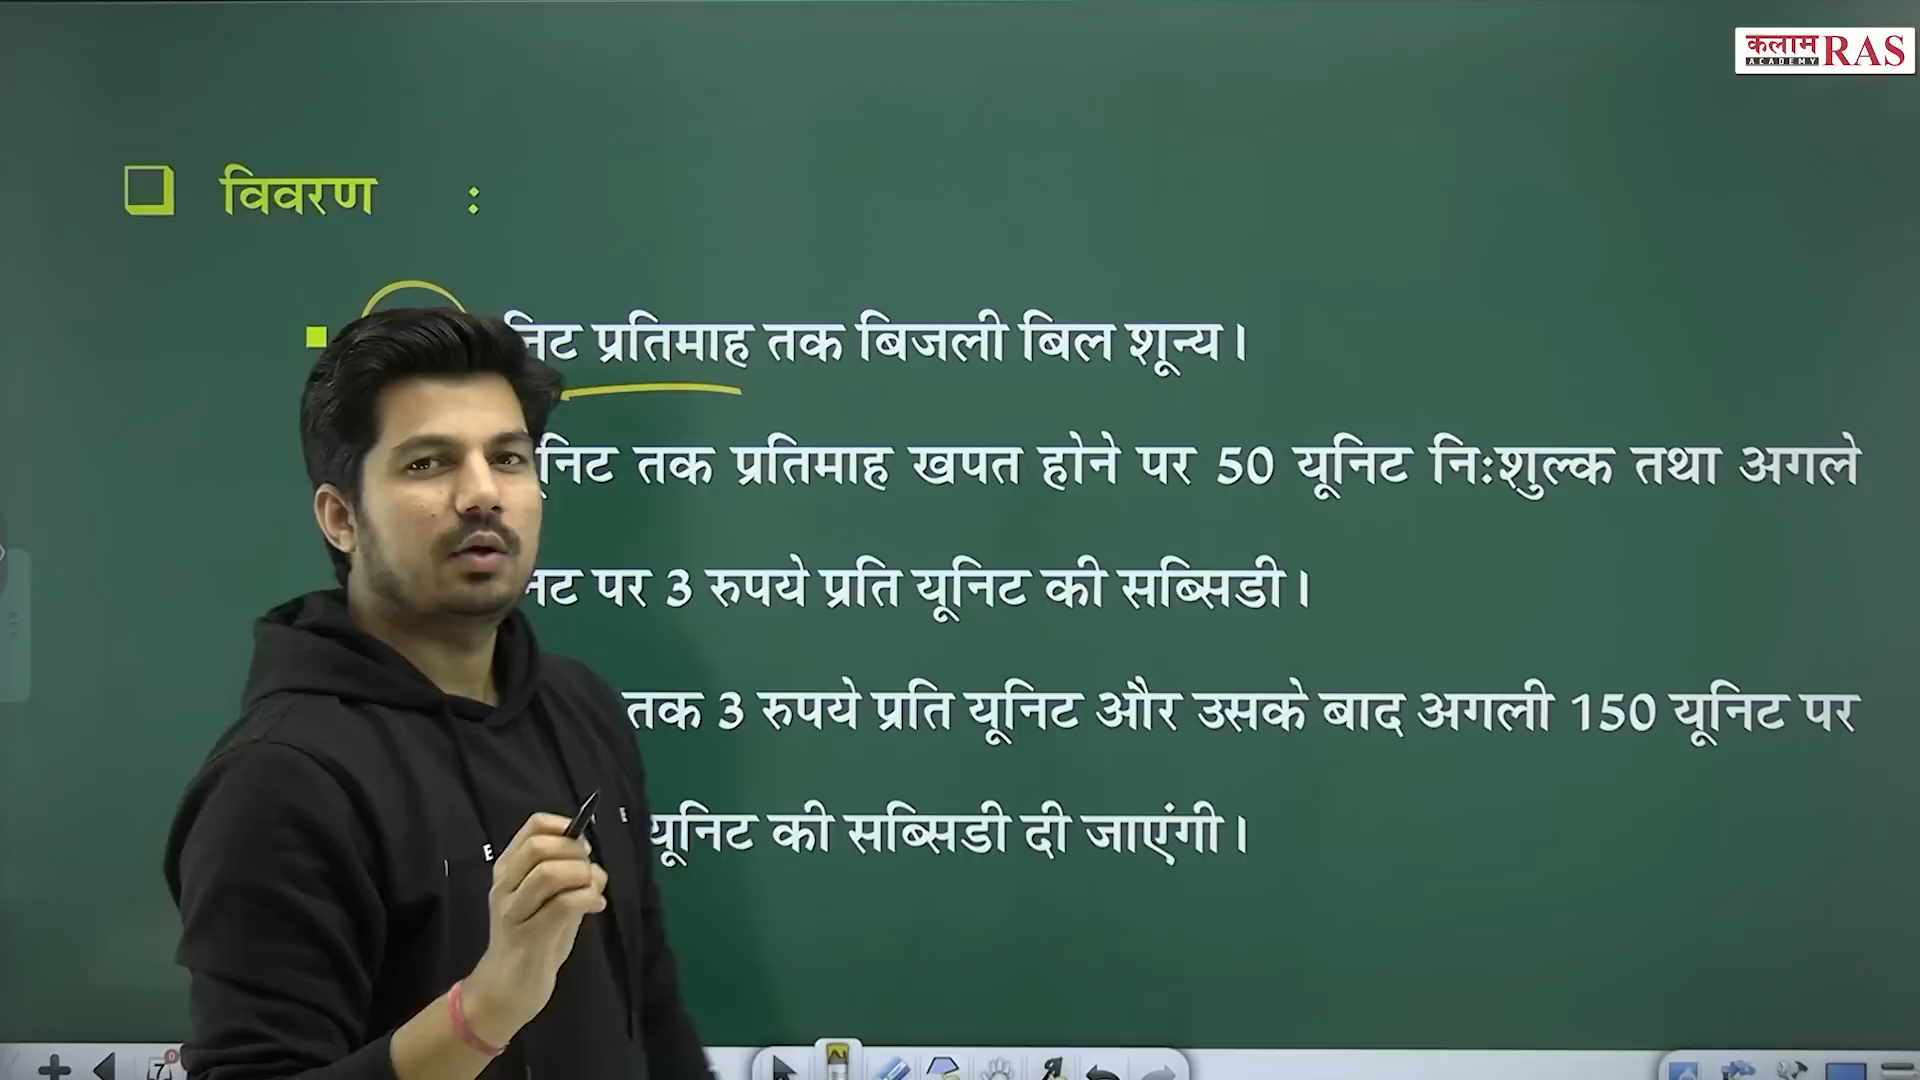 कलाम RAS
ACADEMY
विवरण :
प्रतिमाह तक बिजली बिल शून्य।
तक प्रतिमाह खपत होने पर 50 यूनिट निःशुल्क तथा अगले
पर 3 रुपये प्रति यूनिट की सब्सिडी।
तक 3 रुपये प्रति यूनिट और उसके बाद अगली 150 यूनिट पर
यूनिट की सब्सिडी दी जाएंगी।